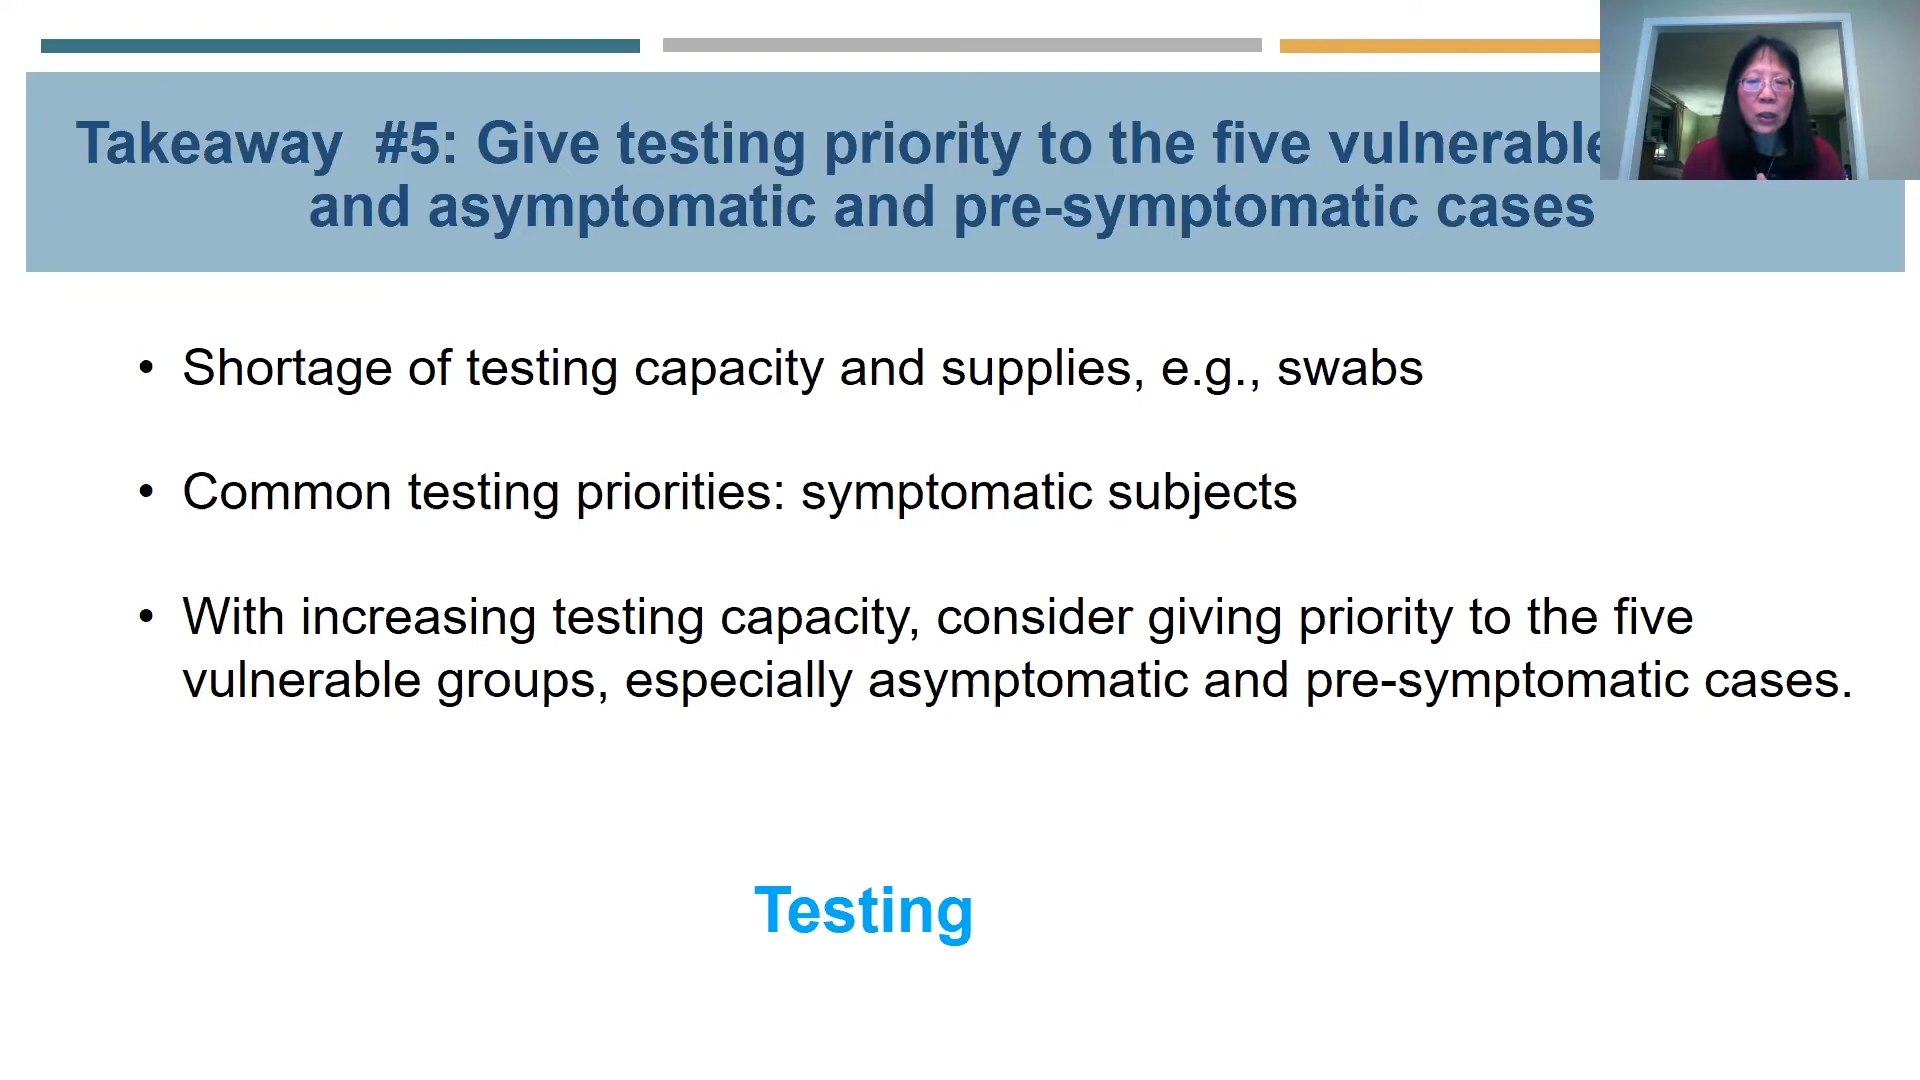 Takeaway #5: Give testing priority to the five vulnerable
and asymptomatic and pre-symptomatic cases
• Shortage of testing capacity and supplies, e.g., swabs
• Common testing priorities: symptomatic subjects
• With increasing testing capacity, consider giving priority to the five
vulnerable groups, especially asymptomatic and pre-symptomatic cases.
Testing